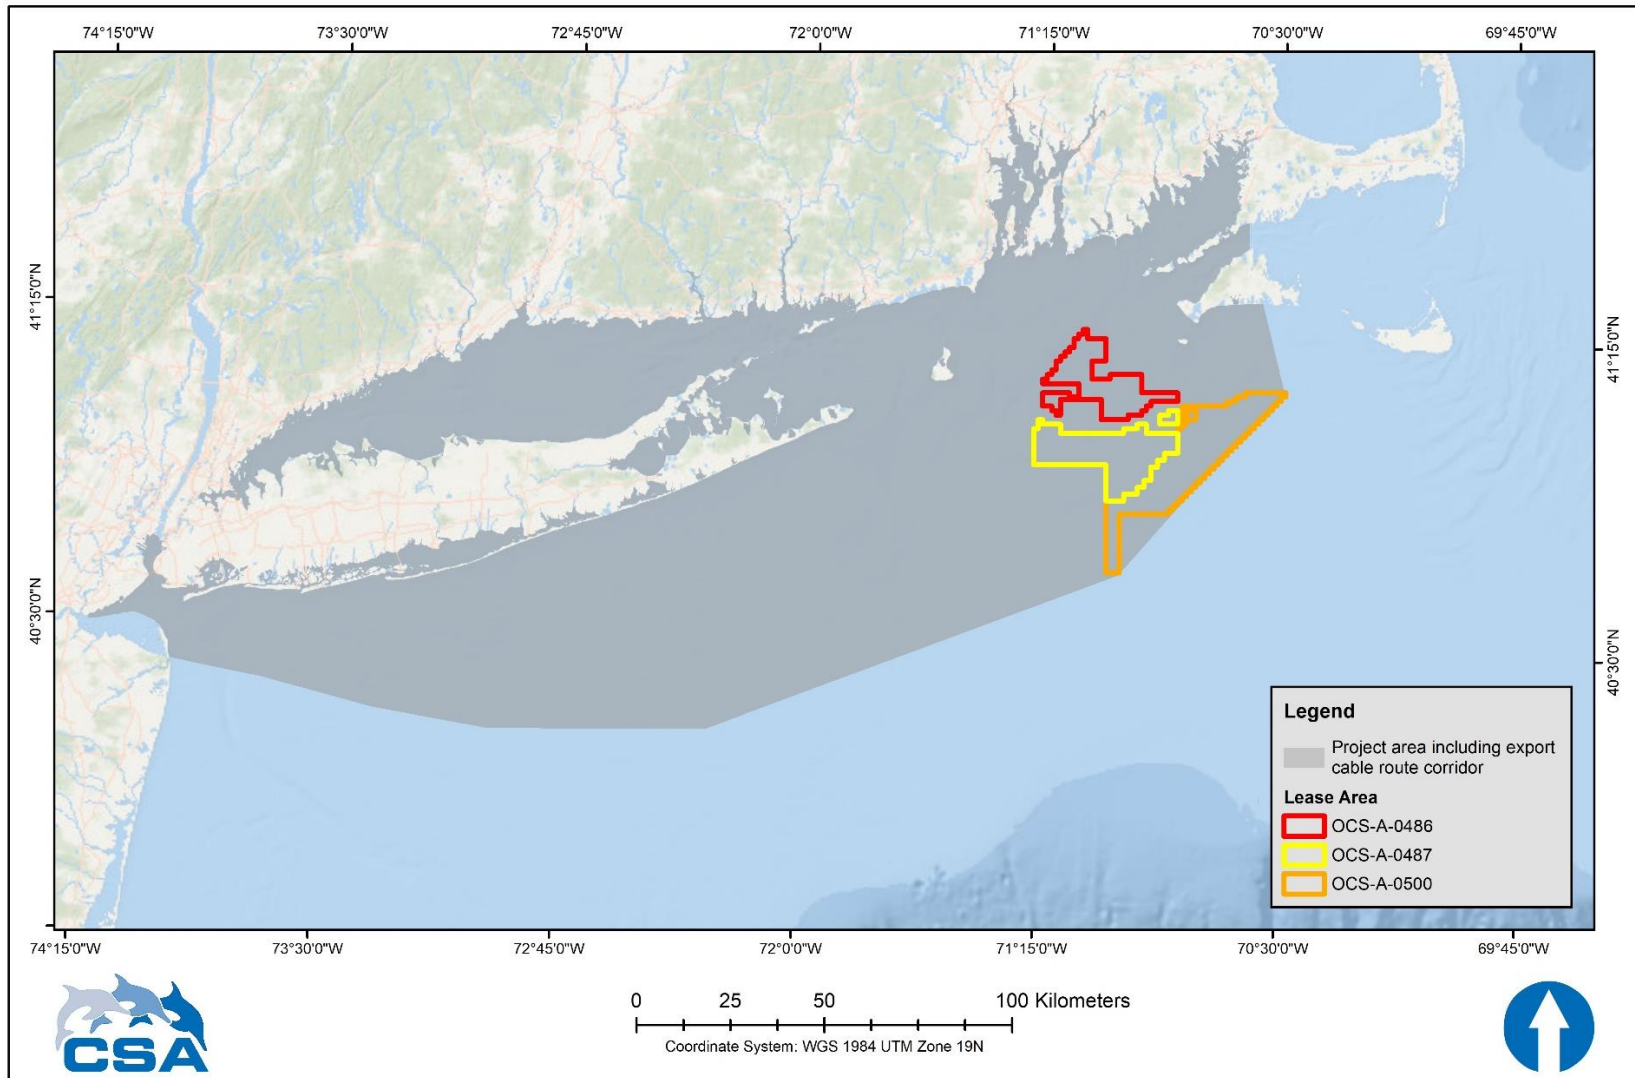 74°15'0"W 73°30'0"W 72°45'0"W 72°0'0"W 71°15'0"W 70°30'0"W 69°45'0"W
41°15'0"N
41°15'0"N
40°30'0"N
40°30'0"N
Legend
Project area including export
cable route corridor
Lease Area
OCS-A-0486
OCS-A-0487
OCS-A-0500
74°15'0"W 73°30'0"W 72°45'0"W 72°0'0"W 71°15'0"W 70°30'0"W 69°45'0"W
CSA
0 25 50 100 Kilometers
Coordinate System: WGS 1984 UTM Zone 19N